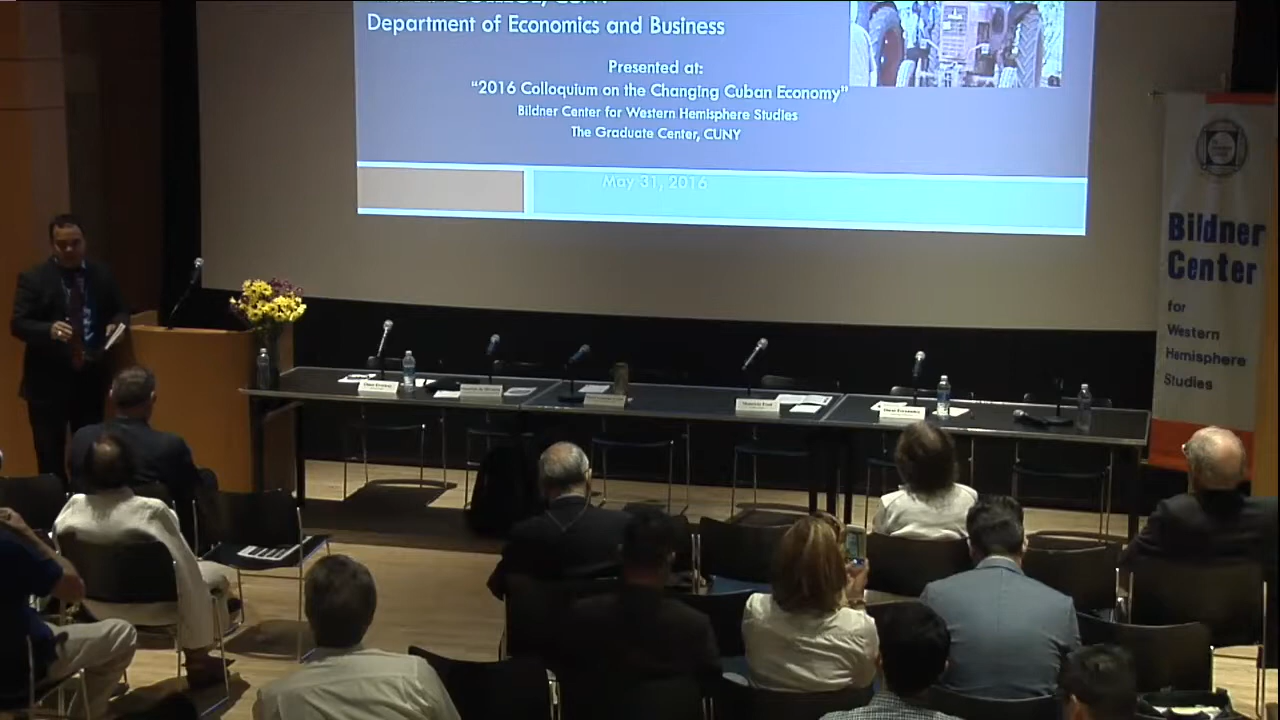 Department of Economics and Business
Presented at:
"2016 Colloquium on the Changing Cuban Economy"
Bildner Center for Western Hemisphere Studies
The Graduate Center, CUNY
May 31, 2016
Bildner
Center
for
Western
Hemisphere
Studies